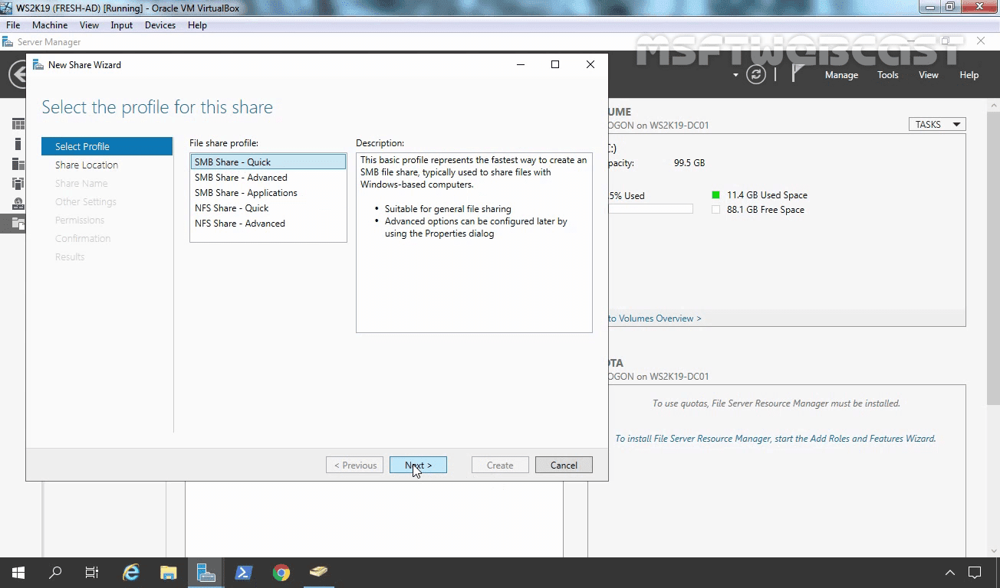 WS2K19 (FRESH-AD) [Running] - Oracle VM VirtualBox
File Machine View Input Devices Help
Server Manager
MSFTWEBCAST
New Share Wizard
Manage Tools View Help
Select the profile for this share
UME
OGON on WS2K19-DC01
TASKS
Select Profile
Share Location
Share Name
Other Settings
Permissions
Confirmation
Results
File share profile:
SMB Share - Quick
SMB Share - Advanced
SMB Share - Applications
NFS Share - Quick
NFS Share - Advanced
Description:
This basic profile represents the fastest way to create an
SMB file share, typically used to share files with
Windows-based computers.
• Suitable for general file sharing
• Advanced options can be configured later by
using the Properties dialog
C:)
pacity: 99.5 GB
5% Used
11.4 GB Used Space
88.1 GB Free Space
to Volumes Overview >
OTA
OGON on WS2K19-DC01
To use quotas, File Server Resource Manager must be installed.
To install File Server Resource Manager, start the Add Roles and Features Wizard.
< Previous Next > Create Cancel